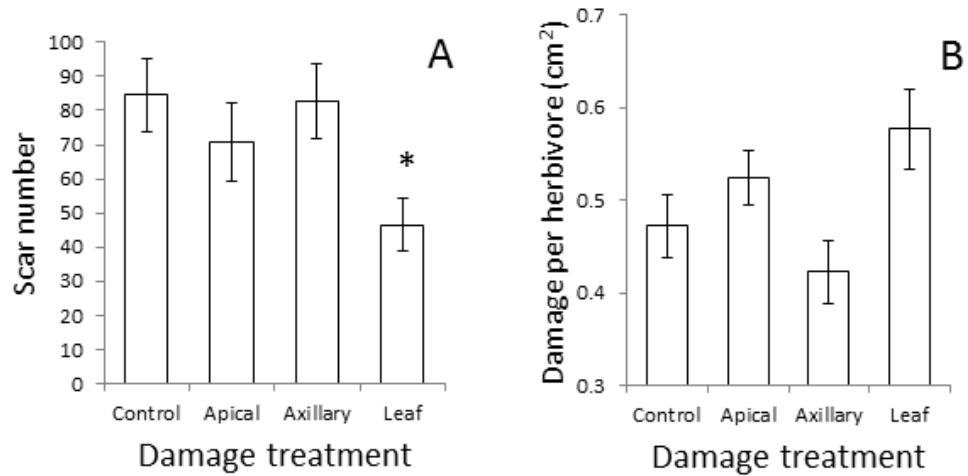 A
Scar number
100
90
80
70
60
50
40
30
20
10
0
*
Control Apical Axillary Leaf
Damage treatment
B
Damage per herbivore (cm²)
0.7
0.6
0.5
0.4
0.3
Control Apical Axillary Leaf
Damage treatment